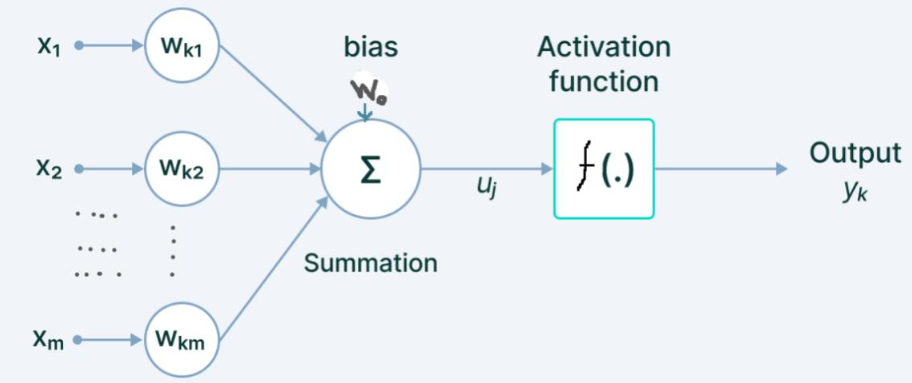 x₁
Wₖ₁
bias
Activation
function
W₀
x₂
Wₖ₂
Σ
uⱼ
f(.)
Output
yₖ
Summation
xₘ
Wₖₘ